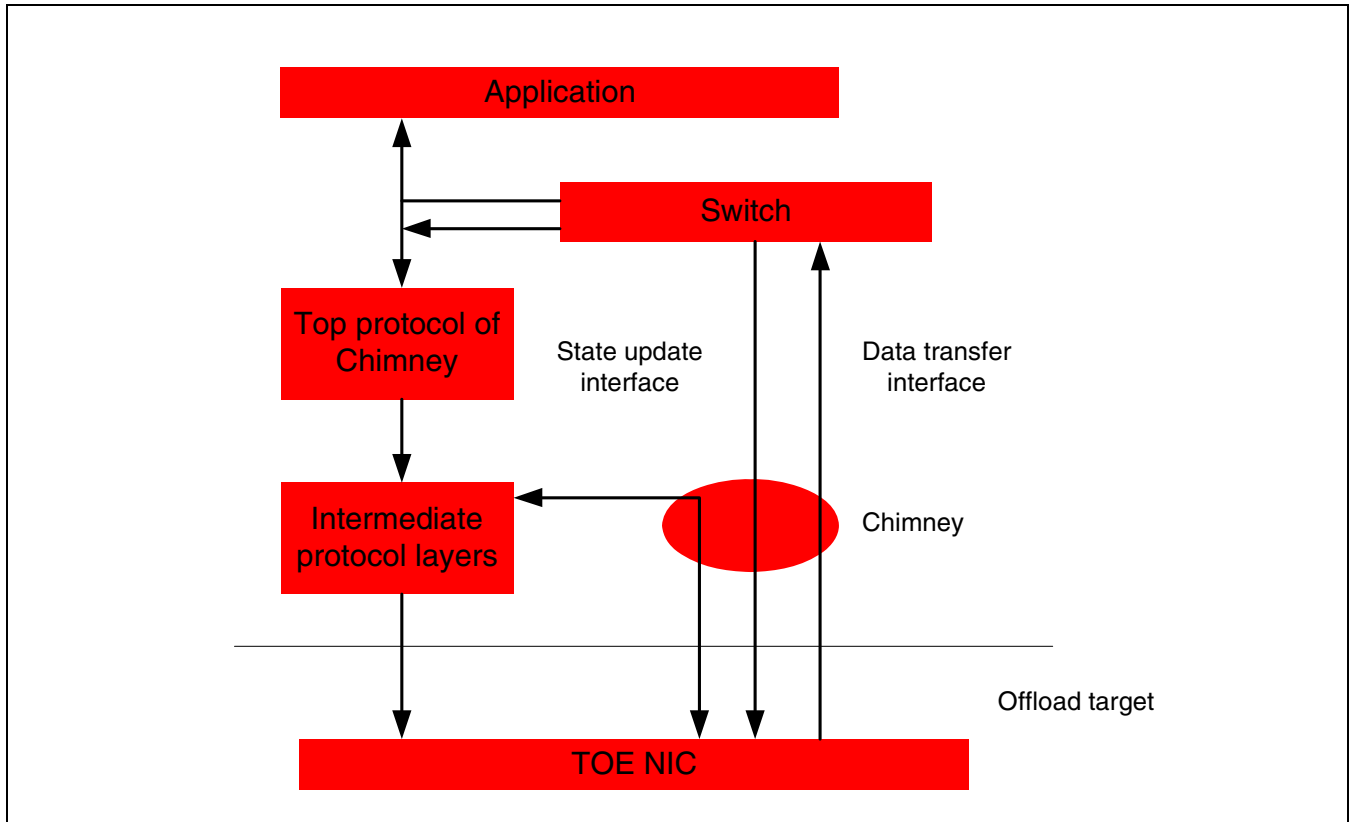 Application
Switch
Top protocol of
Chimney
State update
interface
Data transfer
interface
Intermediate
protocol layers
Chimney
Offload target
TOE NIC